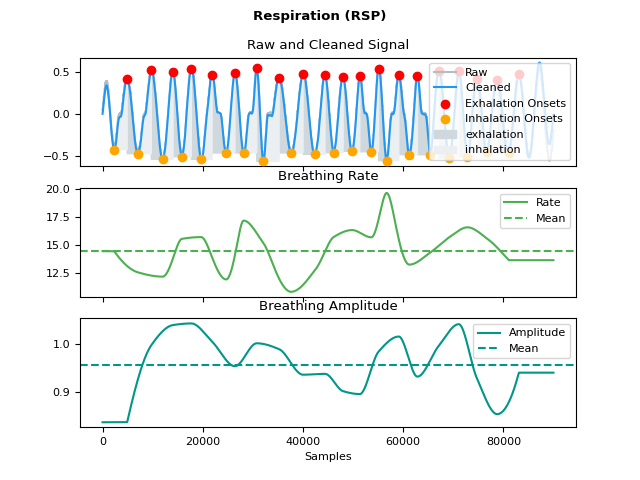 Respiration (RSP)
Raw and Cleaned Signal
0.5
0.0
−0.5
Raw
Cleaned
Exhalation Onsets
Inhalation Onsets
exhalation
inhalation
Breathing Rate
20.0
17.5
15.0
12.5
Rate
Mean
Breathing Amplitude
1.0
0.9
Amplitude
Mean
0
20000
40000
60000
80000
Samples